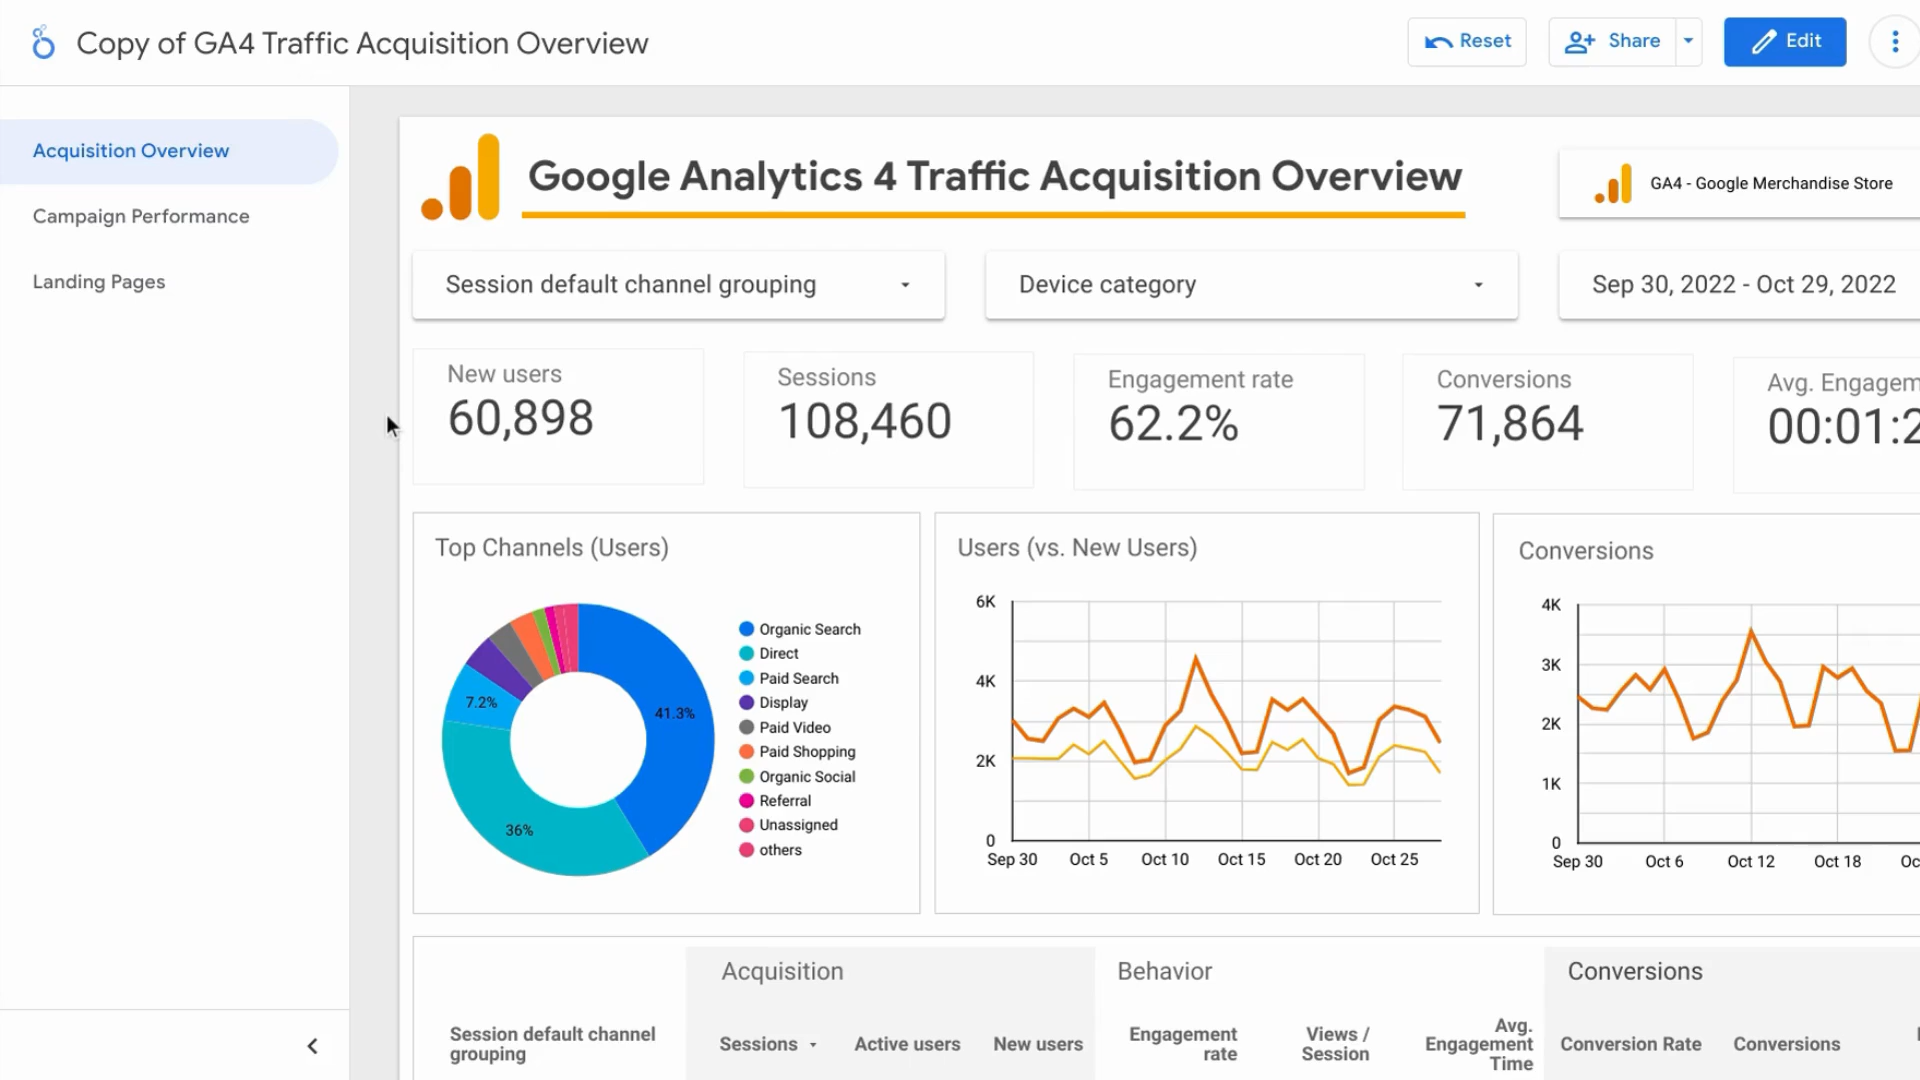 Copy of GA4 Traffic Acquisition Overview
Reset
Share
Edit
Acquisition Overview
Campaign Performance
Landing Pages
Google Analytics 4 Traffic Acquisition Overview
GA4 - Google Merchandise Store
Session default channel grouping
Device category
Sep 30, 2022 - Oct 29, 2022
New users
60,898
Sessions
108,460
Engagement rate
62.2%
Conversions
71,864
Avg. Engagem
00:01:2
Top Channels (Users)
41.3%
36%
7.2%
Organic Search
Direct
Paid Search
Display
Paid Video
Paid Shopping
Organic Social
Referral
Unassigned
others
Users (vs. New Users)
6K
4K
2K
0
Sep 30 Oct 5 Oct 10 Oct 15 Oct 20 Oct 25
Conversions
4K
3K
2K
1K
0
Sep 30 Oct 6 Oct 12 Oct 18 Oc
Acquisition
Behavior
Conversions
Session default channel
grouping
Sessions
Active users
New users
Engagement
rate
Views /
Session
Avg.
Engagement
Time
Conversion Rate
Conversions